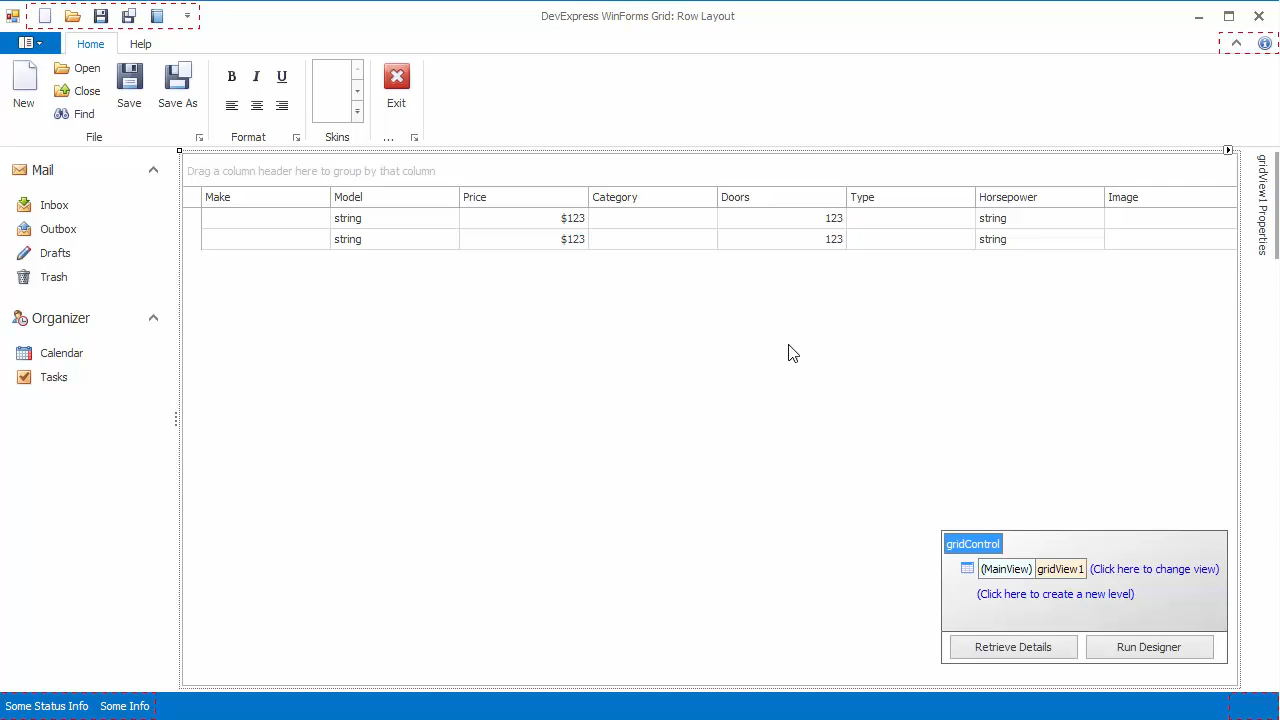 DevExpress WinForms Grid: Row Layout
Home Help
New Open Close Find Save Save As Exit
B I U
File Format Skins ...
Mail
Inbox
Outbox
Drafts
Trash
Organizer
Calendar
Tasks
Drag a column header here to group by that column
Make Model Price Category Doors Type Horsepower Image
string $123 123 string
string $123 123 string
gridView1 Properties
gridControl
(MainView) gridView1 (Click here to change view)
(Click here to create a new level)
Retrieve Details Run Designer
Some Status Info Some Info